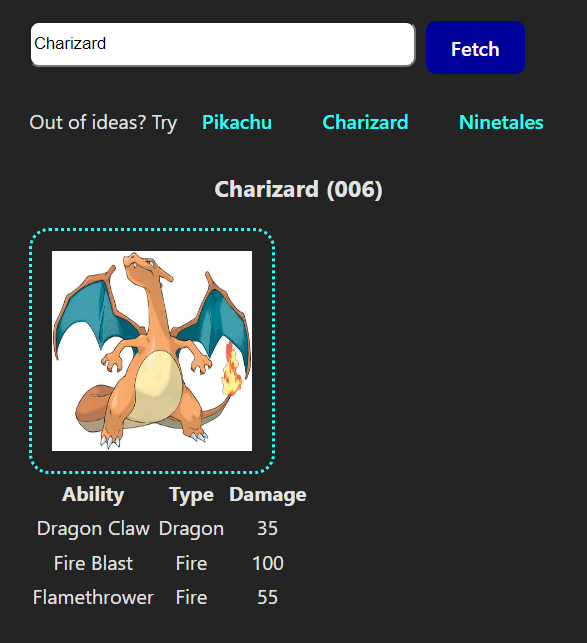 Charizard Fetch
Out of ideas? Try Pikachu Charizard Ninetales
Charizard (006)
Ability Type Damage
Dragon Claw Dragon 35
Fire Blast Fire 100
Flamethrower Fire 55